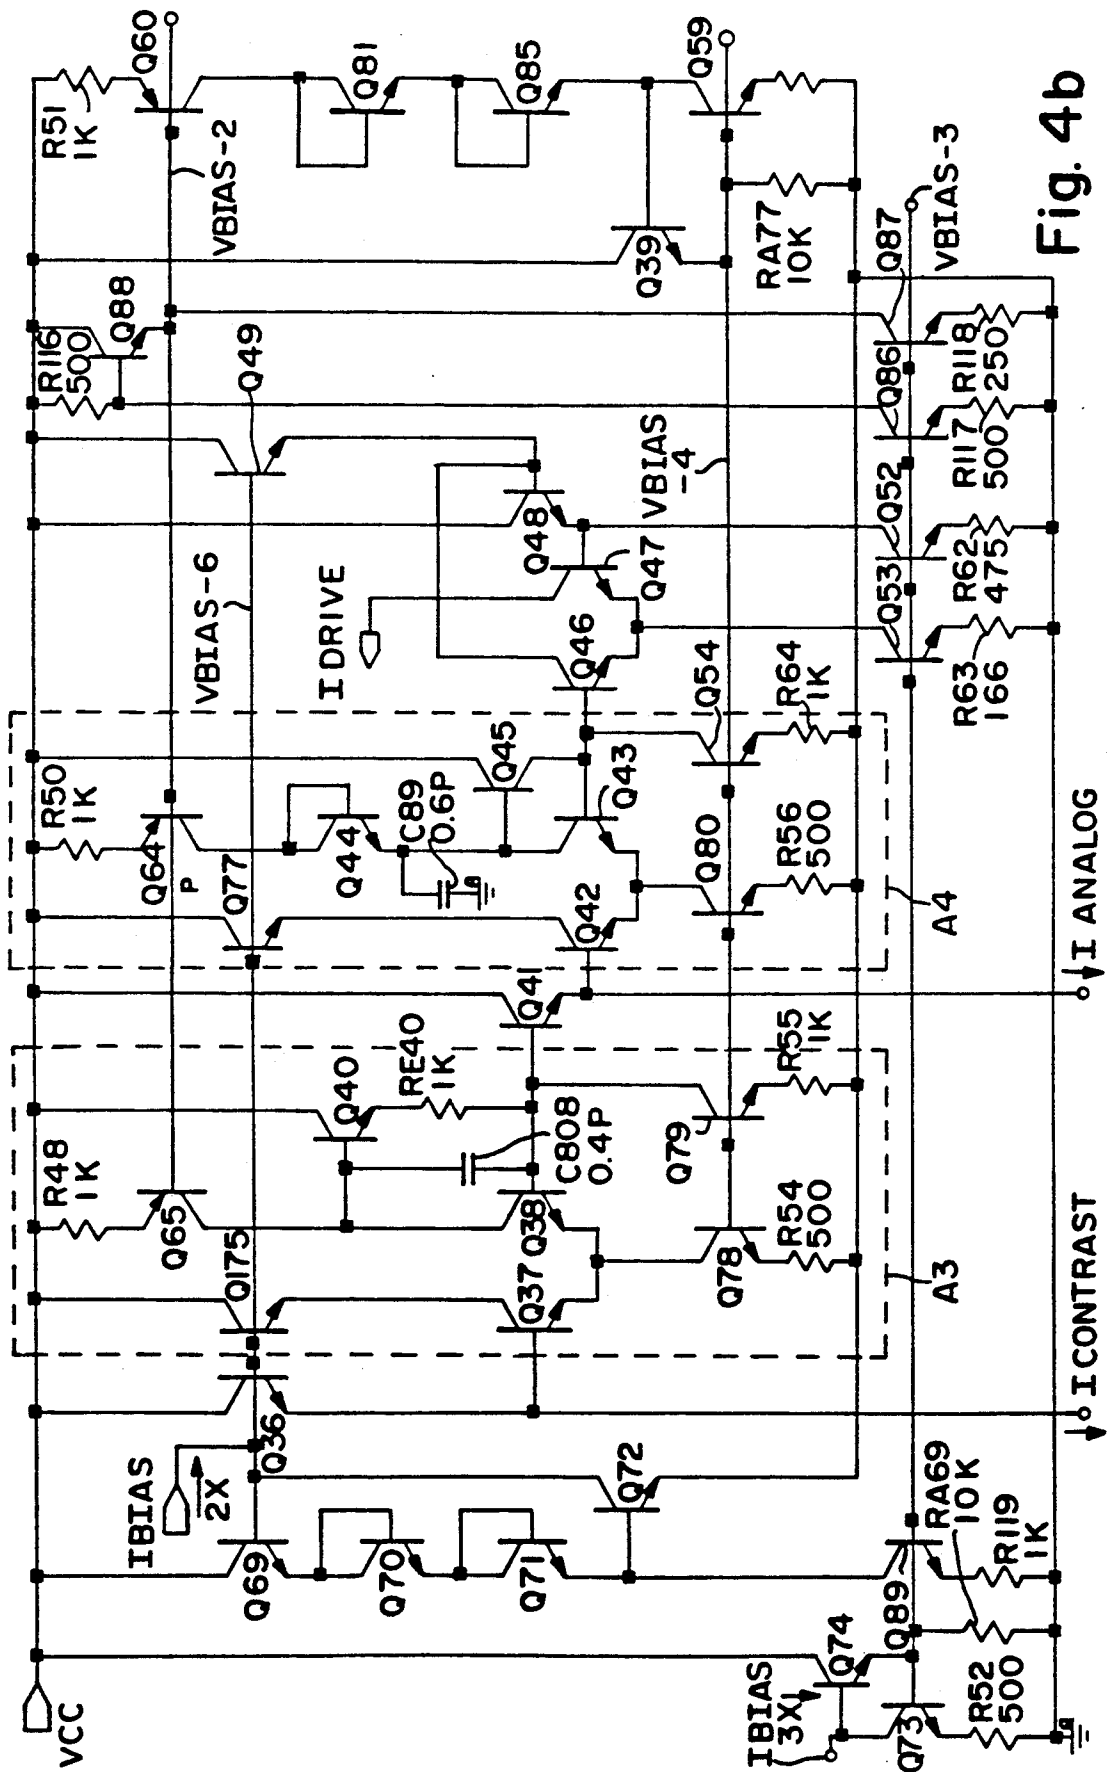 VCC
IBIAS
2X
Q69
Q70
Q71
Q72
Q36
Q175
R48
1K
Q65
Q40
RE40
1K
C808
0.4P
Q37
Q38
Q41
Q79
Q78
R54
500
R55
1K
A3
I CONTRAST
IBIAS
3X
Q74
Q73
R52
500
Q89
RA69
10K
R119
1K
R50
1K
Q64
P
Q77
Q44
C89
0.6P
Q45
Q42
Q43
Q80
Q54
R56
500
R64
1K
A4
I ANALOG
VBIAS-6
I DRIVE
Q46
Q47
Q48
Q49
VBIAS
-4
Q53
R63
166
Q52
R62
475
Q86
R117
500
Q87
R118
250
R116
500
Q88
VBIAS-2
R51
1K
Q60
Q81
Q85
Q39
Q59
RA77
10K
VBIAS-3
Fig. 4b